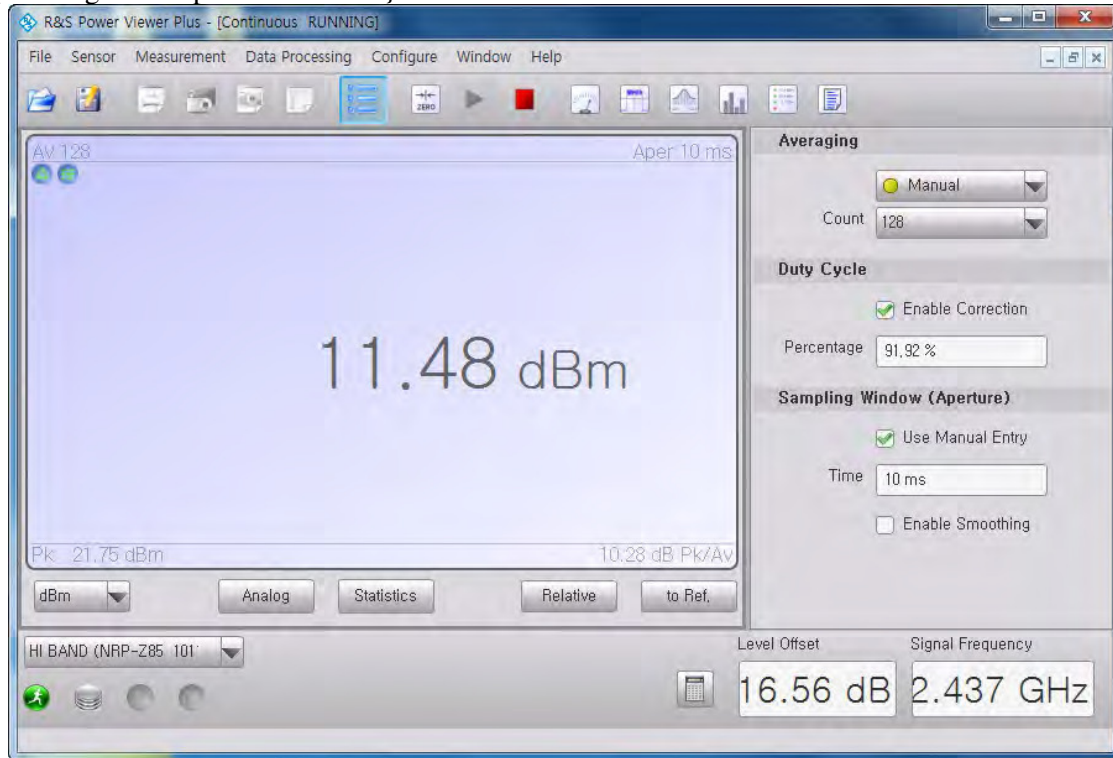 R&S Power Viewer Plus - [Continuous RUNNING]
File Sensor Measurement Data Processing Configure Window Help
ZERO
AV 128 Aper 10 ms
11.48 dBm
Pk 21.75 dBm 10.28 dB Pk/Av
dBm Analog Statistics Relative to Ref.
Averaging
Manual
Count 128
Duty Cycle
Enable Correction
Percentage 91.92 %
Sampling Window (Aperture)
Use Manual Entry
Time 10 ms
Enable Smoothing
HI BAND (NRP-Z85 101
Level Offset Signal Frequency
16.56 dB 2.437 GHz